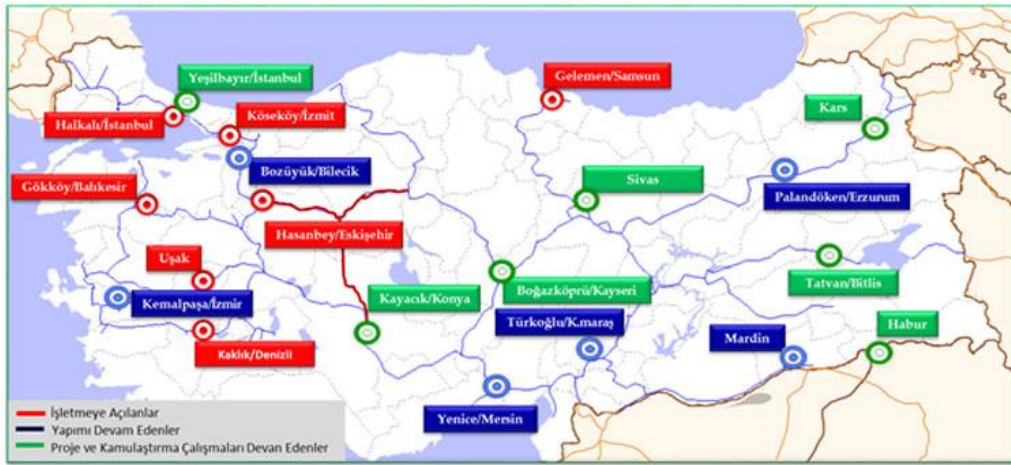 Yeşilbayır/İstanbul
Gelemen/Samsun
Halkalı/İstanbul
Köseköy/İzmit
Kars
Bozüyük/Bilecik
Gökköy/Balıkesir
Sivas
Palandöken/Erzurum
Hasanbey/Eskişehir
Uşak
Kemalpaşa/İzmir
Kayacık/Konya
Boğazköprü/Kayseri
Tatvan/Bitlis
Türkoğlu/K.maraş
Mardin
Habur
Kaklık/Denizli
Yenice/Mersin
İşletmeye Açılanlar
Yapımı Devam Edenler
Proje ve Kamulaştırma Çalışmaları Devan Edenler